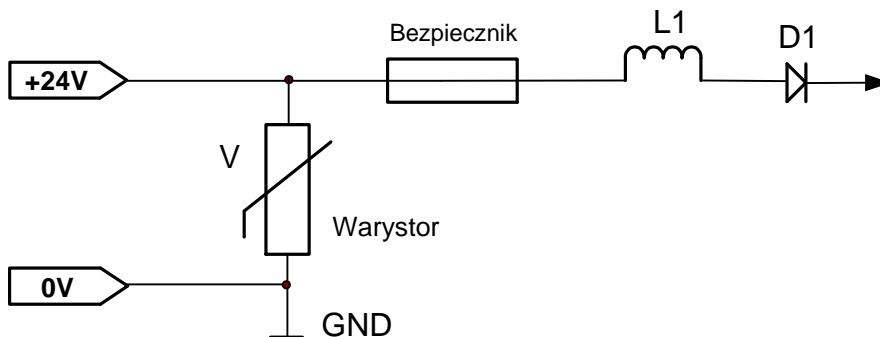 Bezpiecznik
L1
D1
+24V
V
Warystor
0V
GND